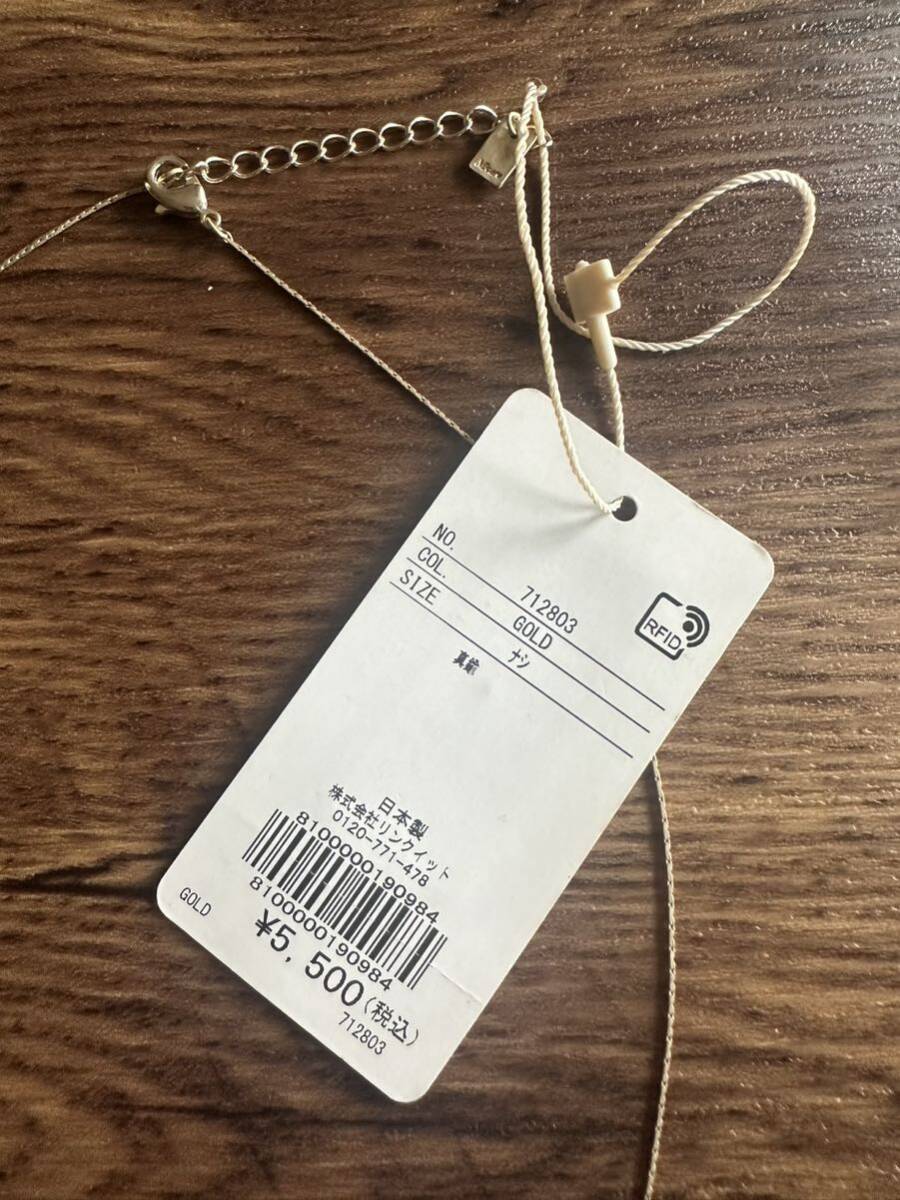 NO. 712803
COL. GOLD
SIZE ナシ
真鍮
RFID
日本製
株式会社リンクイット
0120-771-478
8100000190984
8100000190984
GOLD
¥5,500(税込)
712803